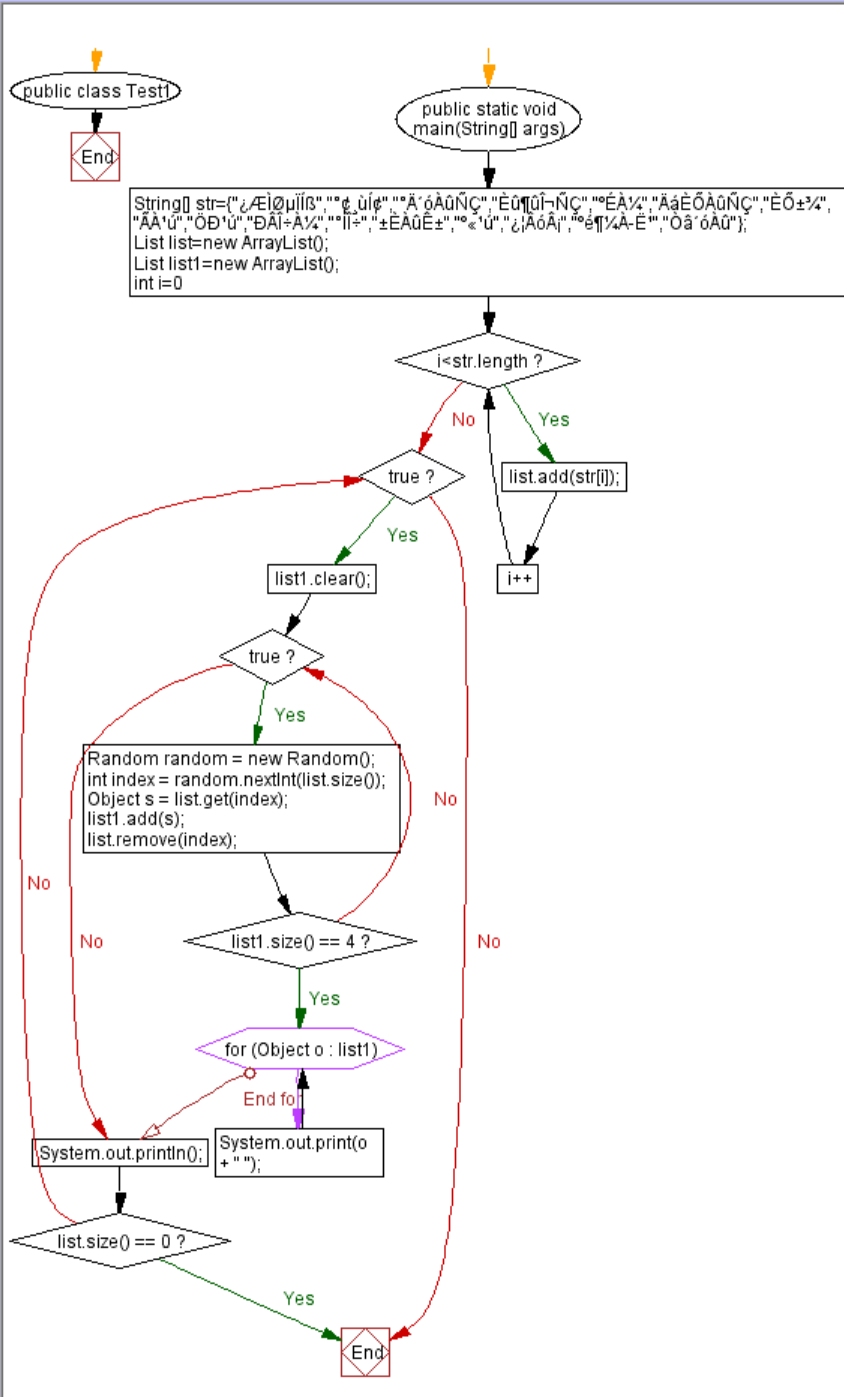 public class Test1
End
public static void
main(String[] args)
String[] str={"¿ÆÌØµÏÍß","°¢¸ùÍ¢","°Ä´óÀûÑÇ","Èû¶ûÎ¬ÑÇ","ºÉÀ¼","ÄáÈÕÀûÑÇ","ÈÕ±¾",
"ÃÀ¹ú","ÖÐ¹ú","ÐÂÎ÷À¼","°ÍÎ÷","±ÈÀûÊ±","º«¹ú","¿¦ÂóÂ¡","ºé¶¼À­Ë¹","Òâ´óÀû"};
List list=new ArrayList();
List list1=new ArrayList();
int i=0
i<str.length ?
No
Yes
true ?
list.add(str[i]);
Yes
list1.clear();
i++
true ?
Yes
Random random = new Random();
int index = random.nextInt(list.size());
Object s = list.get(index);
list1.add(s);
list.remove(index);
No
No
list1.size() == 4 ?
No
No
Yes
for (Object o : list1)
End fo
System.out.println();
System.out.print(o
+ " ");
list.size() == 0 ?
Yes
End